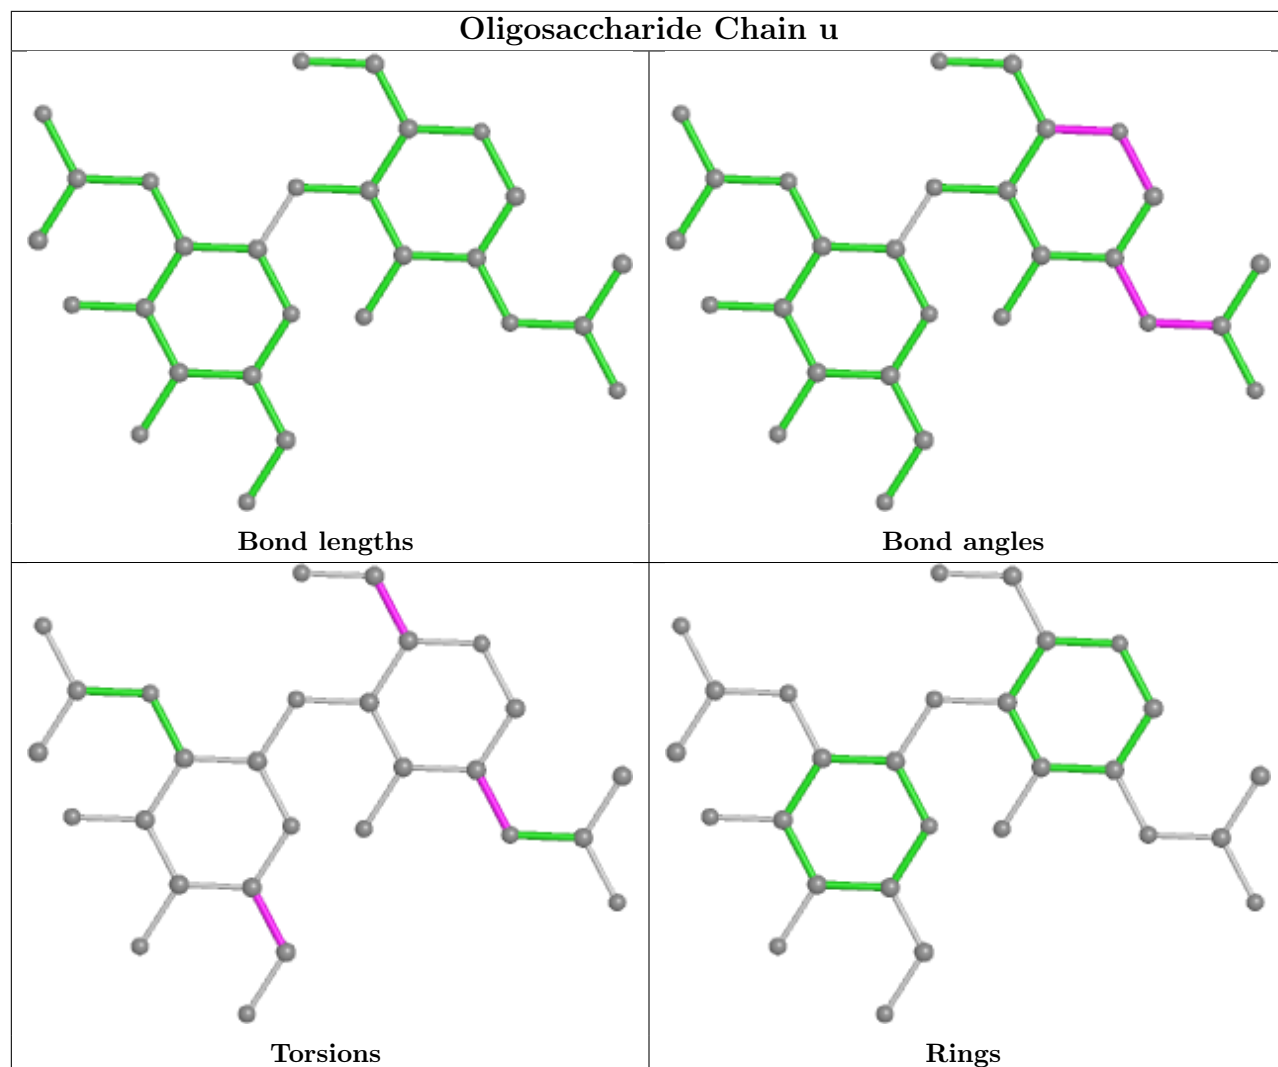 Oligosaccharide Chain u
Bond lengths
Bond angles
Torsions
Rings